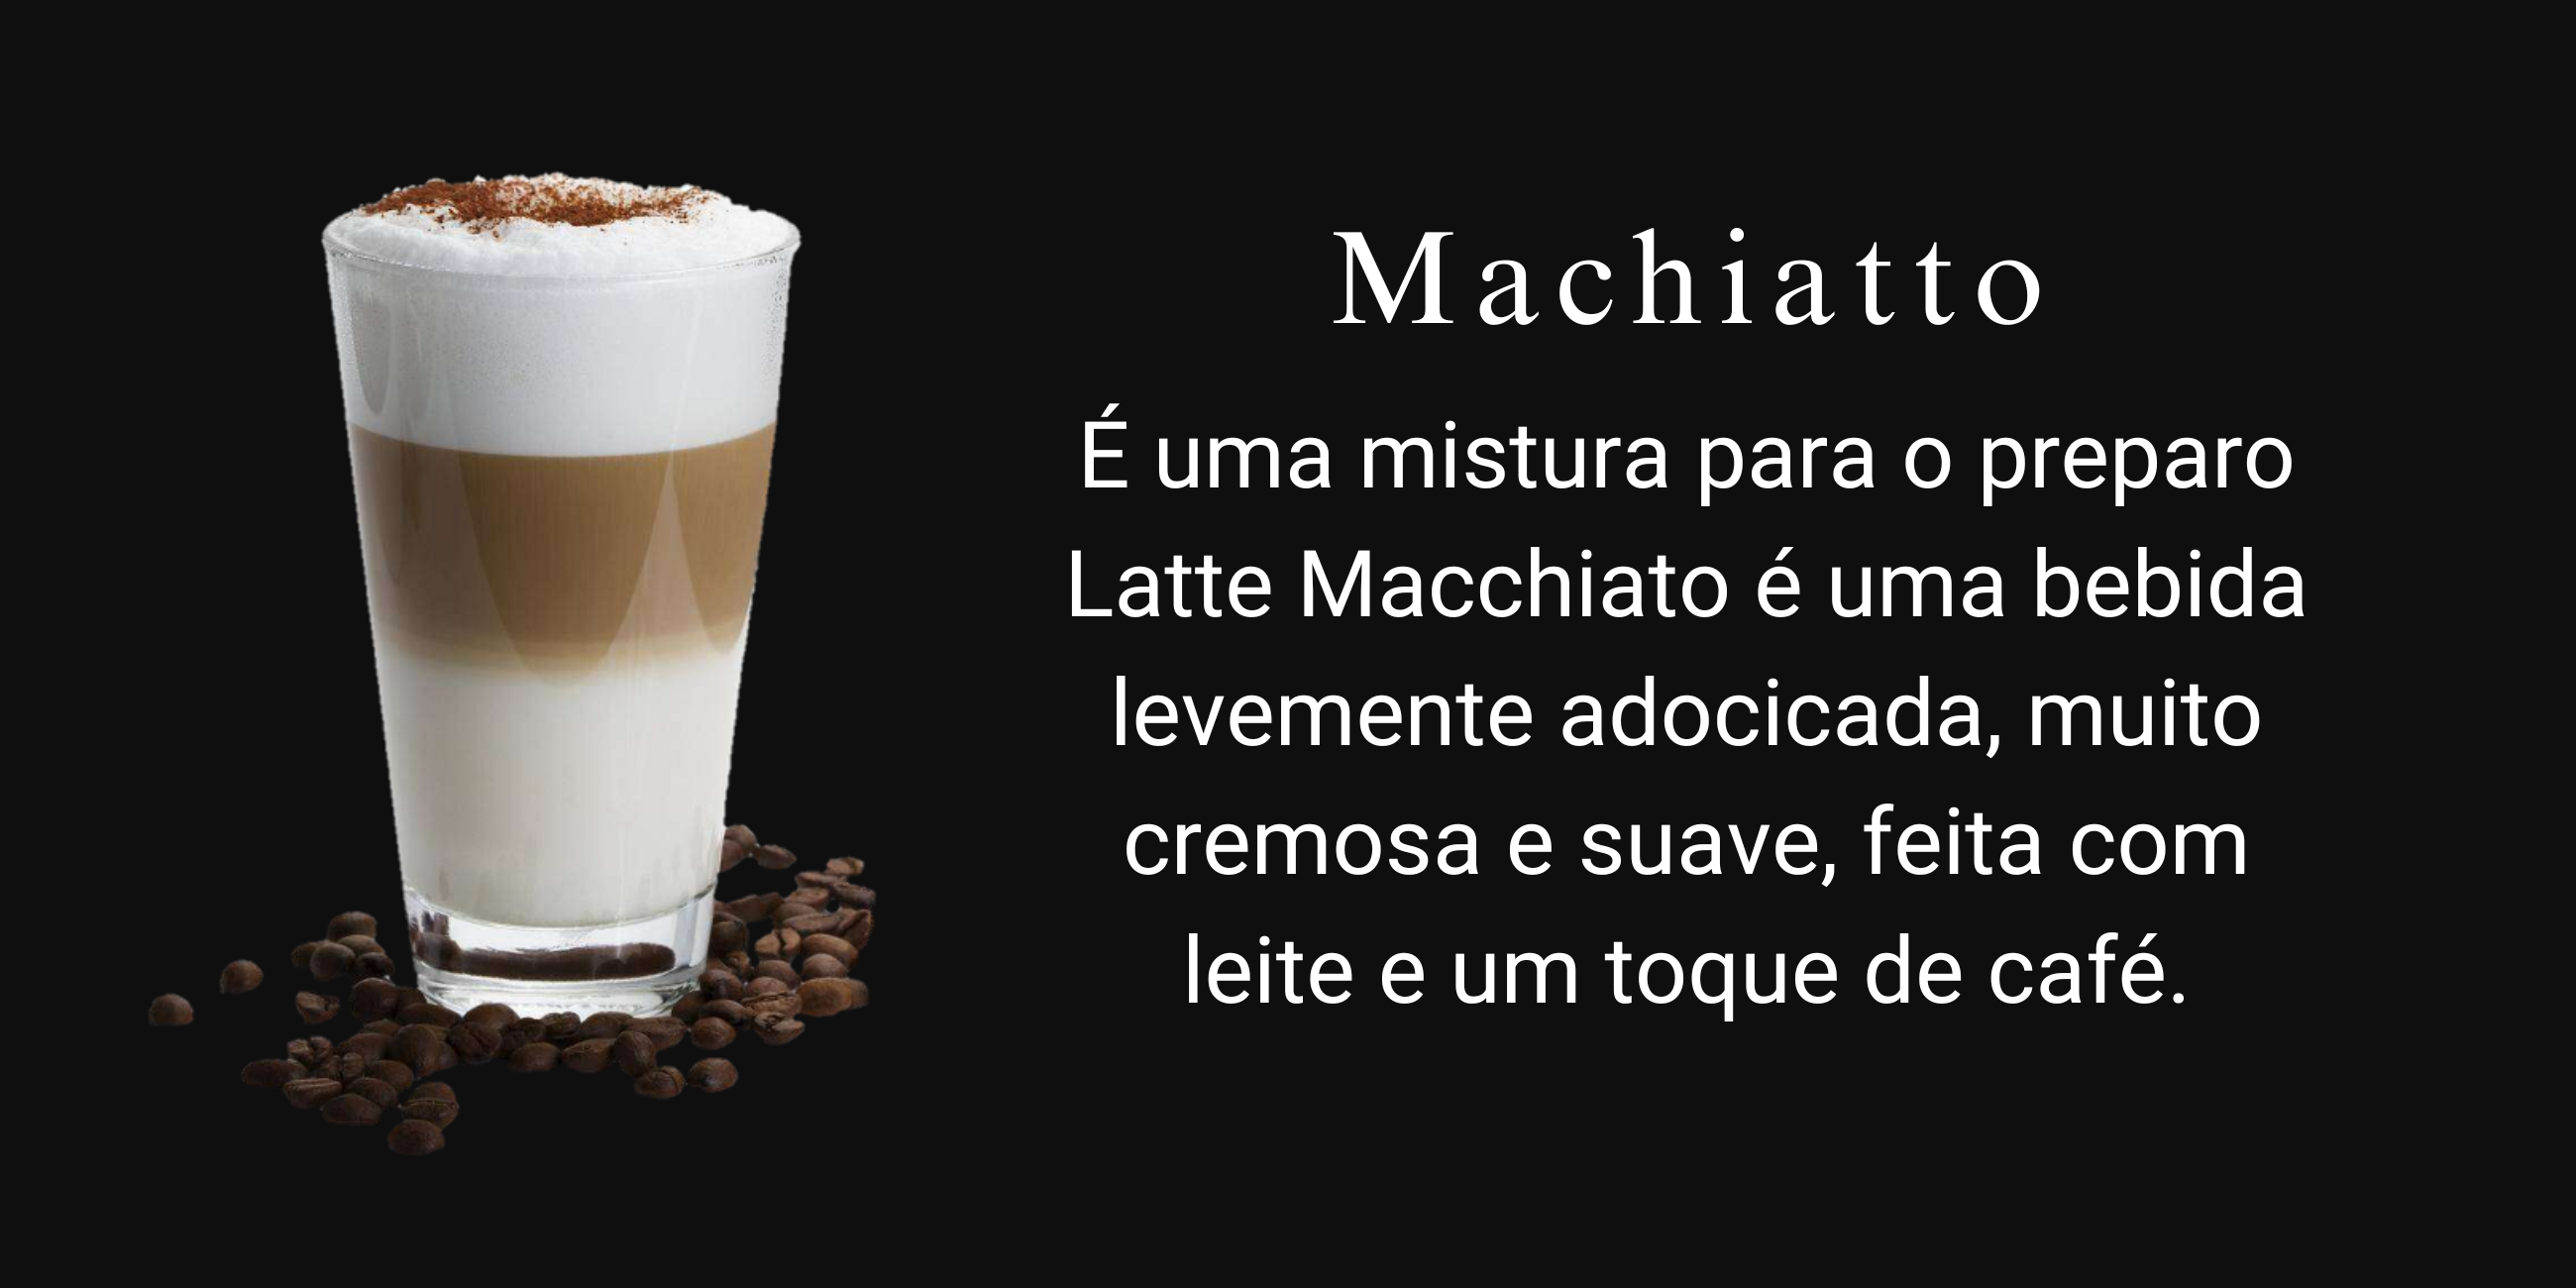 Machiatto
É uma mistura para o preparo
Latte Macchiato é uma bebida
levemente adocicada, muito
cremosa e suave, feita com
leite e um toque de café.